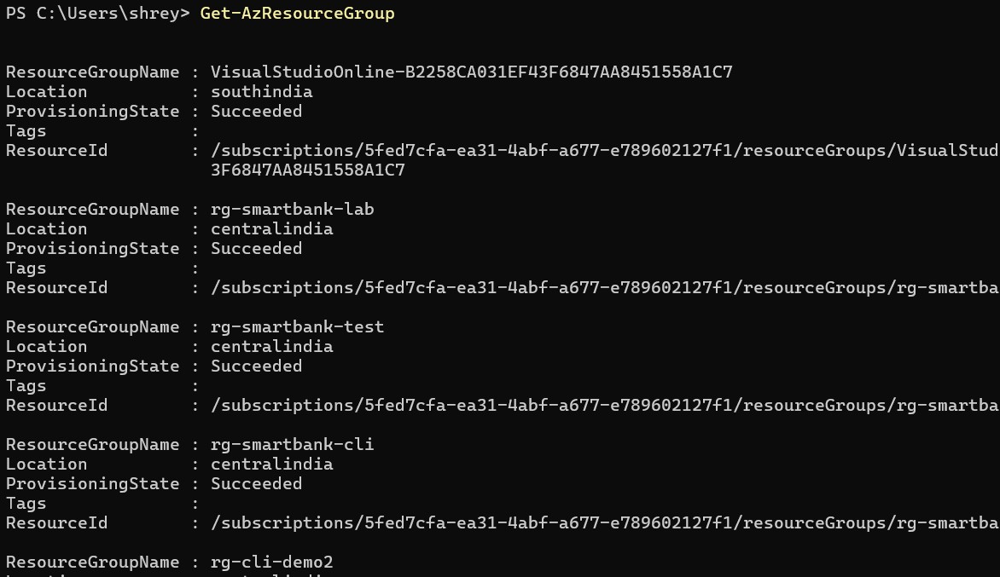 PS C:\Users\shrey> Get-AzResourceGroup
ResourceGroupName : VisualStudioOnline-B2258CA031EF43F6847AA8451558A1C7
Location          : southindia
ProvisioningState : Succeeded
Tags              :
ResourceId        : /subscriptions/5fed7cfa-ea31-4abf-a677-e789602127f1/resourceGroups/VisualStud
                    3F6847AA8451558A1C7
ResourceGroupName : rg-smartbank-lab
Location          : centralindia
ProvisioningState : Succeeded
Tags              :
ResourceId        : /subscriptions/5fed7cfa-ea31-4abf-a677-e789602127f1/resourceGroups/rg-smartba
ResourceGroupName : rg-smartbank-test
Location          : centralindia
ProvisioningState : Succeeded
Tags              :
ResourceId        : /subscriptions/5fed7cfa-ea31-4abf-a677-e789602127f1/resourceGroups/rg-smartba
ResourceGroupName : rg-smartbank-cli
Location          : centralindia
ProvisioningState : Succeeded
Tags              :
ResourceId        : /subscriptions/5fed7cfa-ea31-4abf-a677-e789602127f1/resourceGroups/rg-smartba
ResourceGroupName : rg-cli-demo2